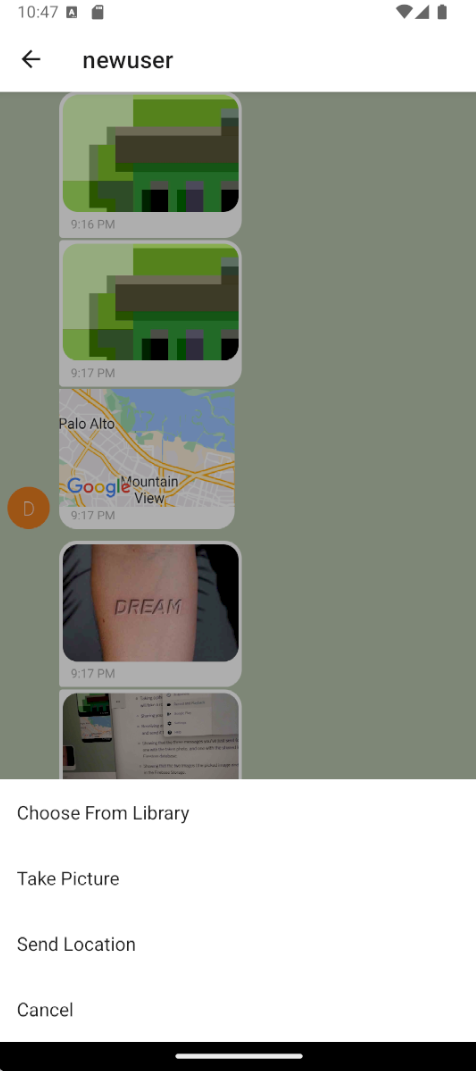 10:47
newuser
9:16 PM
9:17 PM
Palo Alto
Google
Mountain
View
D
9:17 PM
DREAM
9:17 PM
Choose From Library
Take Picture
Send Location
Cancel